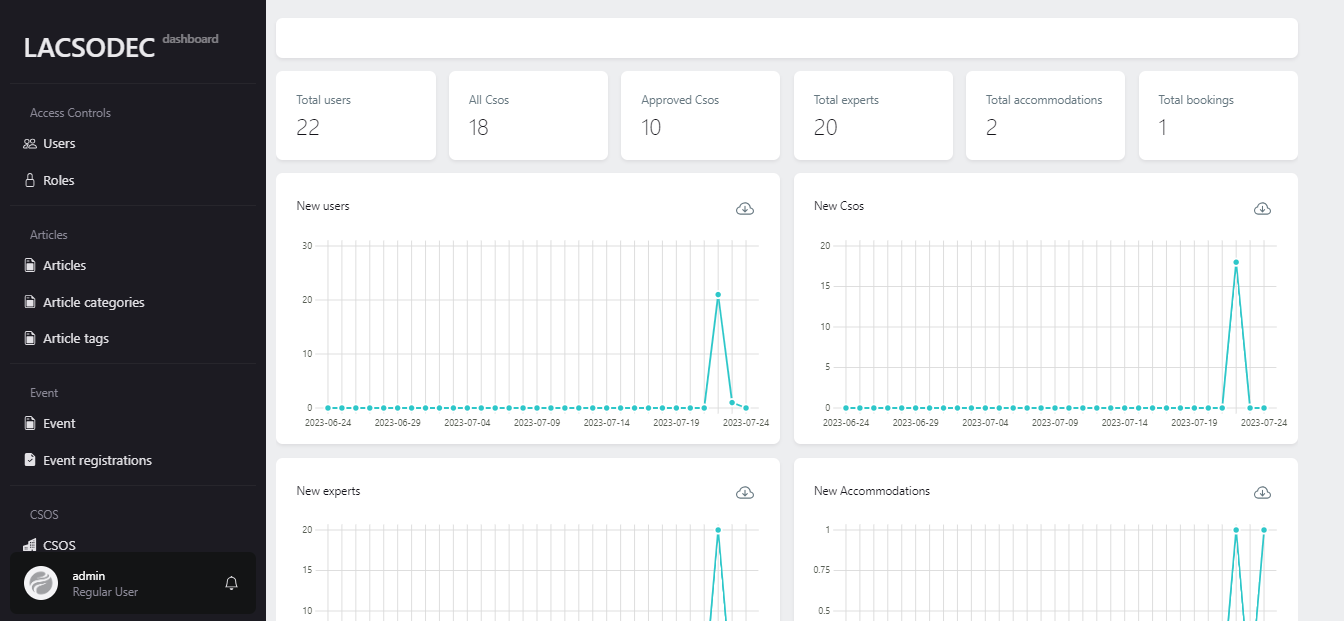 LACSODEC dashboard
Access Controls
Users
Roles
Articles
Articles
Article categories
Article tags
Event
Event
Event registrations
CSOS
CSOS
admin
Regular User
Total users
22
All Csos
18
Approved Csos
10
Total experts
20
Total accommodations
2
Total bookings
1
New users
30
20
10
0
2023-06-24 2023-06-29 2023-07-04 2023-07-09 2023-07-14 2023-07-19 2023-07-24
New Csos
20
15
10
5
0
2023-06-24 2023-06-29 2023-07-04 2023-07-09 2023-07-14 2023-07-19 2023-07-24
New experts
20
15
10
New Accommodations
1
0.75
0.5